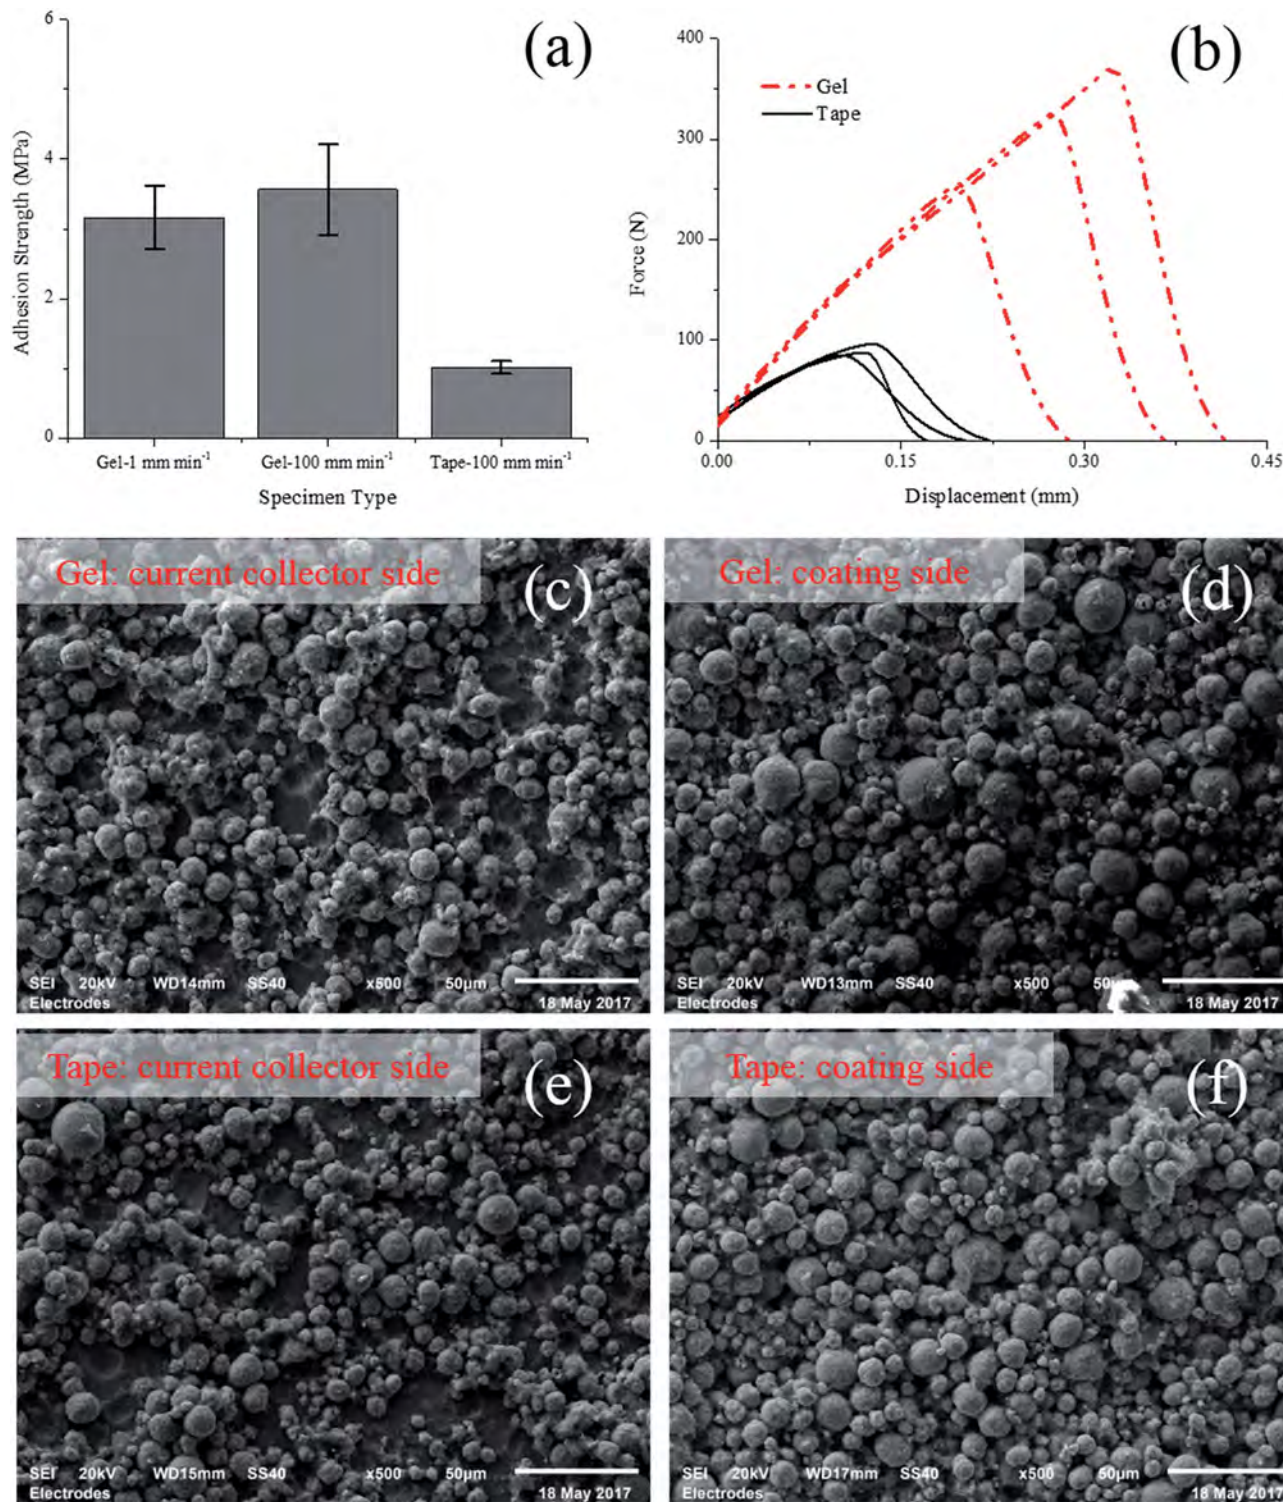 (a)
6
4
2
0
Adhesion Strength (MPa)
Gel-1 mm min⁻¹
Gel-100 mm min⁻¹
Tape-100 mm min⁻¹
Specimen Type
(b)
400
300
200
100
0
Force (N)
Gel
Tape
0.00
0.15
0.30
0.45
Displacement (mm)
Gel: current collector side
(c)
SEI 20kV WD14mm SS40 x500 50µm
Electrodes 18 May 2017
Gel: coating side
(d)
SEI 20kV WD13mm SS40 x500 50µm
Electrodes 18 May 2017
Tape: current collector side
(e)
SEI 20kV WD15mm SS40 x500 50µm
Electrodes 18 May 2017
Tape: coating side
(f)
SEI 20kV WD17mm SS40 x500 50µm
Electrodes 18 May 2017